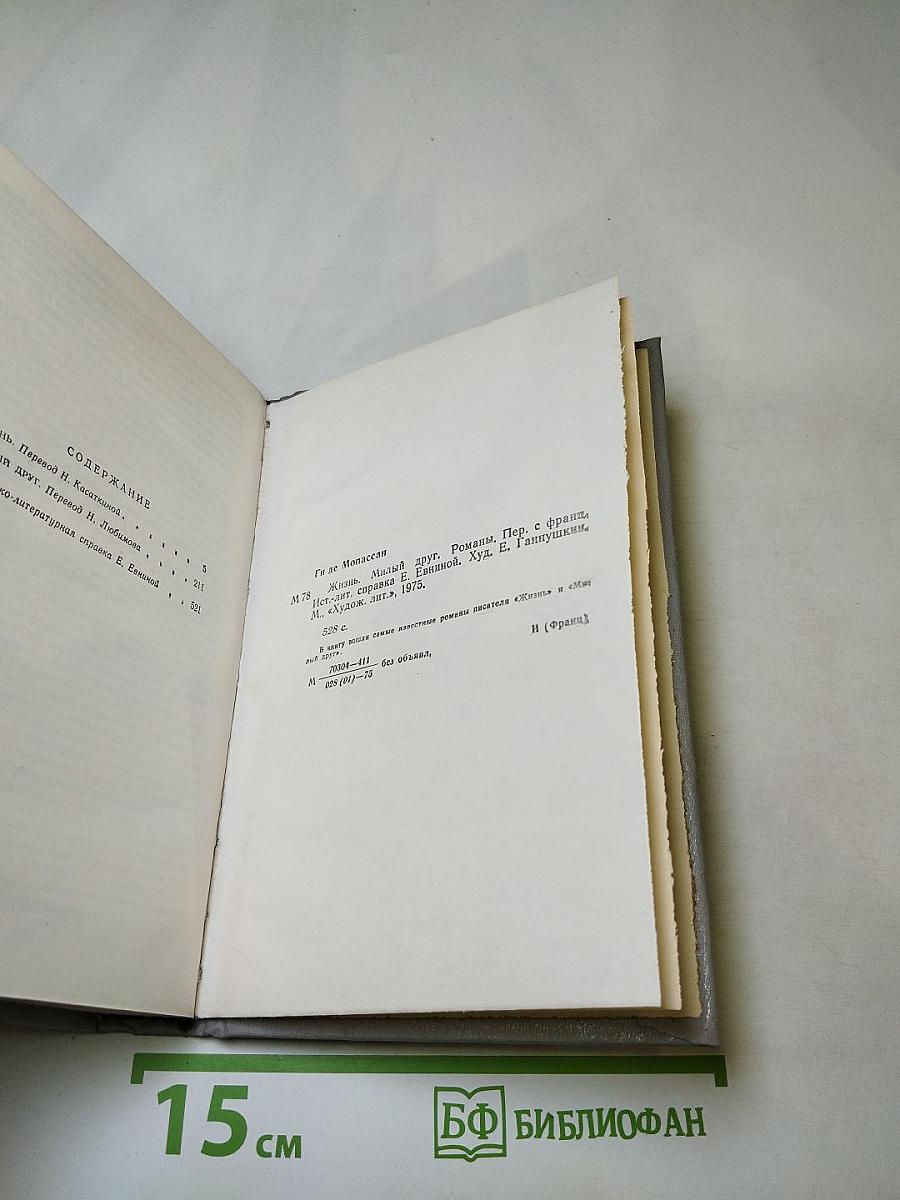 СОДЕРЖАНИЕ
НЬ. Перевод Н. Касаткиной . . . . . 5
ЫЙ ДРУГ. Перевод Н. Любимова . . . . 211
ко-литературная справка Е. Евниной . . 521
Ги де Мопассан
М 78 Жизнь. Милый друг. Романы. Пер. с франц.
Ист.-лит. справка Е. Евниной. Худ. Е. Ганнушкин.
М., «Худож. лит.», 1975.
528 с.
В книгу вошли самые известные романы писателя «Жизнь» и «Ми-
лый друг».
М 70304—411
028 (01)—75 без объявл.
И (Франц)
15 см
БФ БИБЛИОФАН